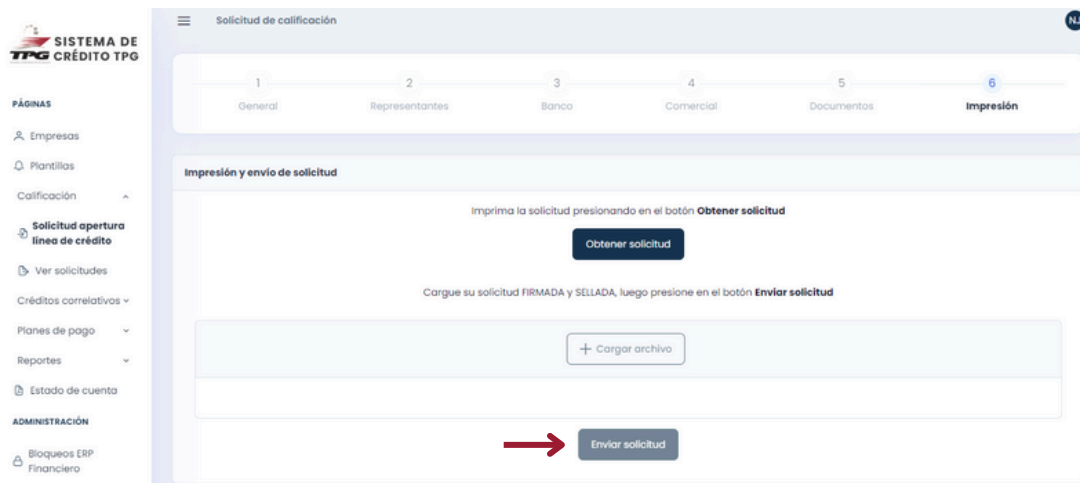 SISTEMA DE
TPG CRÉDITO TPG
PÁGINAS
Empresas
Plantillas
Calificación
Solicitud apertura
línea de crédito
Ver solicitudes
Créditos correlativos
Planes de pago
Reportes
Estado de cuenta
ADMINISTRACIÓN
Bloqueos ERP
Financiero
Solicitud de calificación
NJ
1
General
2
Representantes
3
Banco
4
Comercial
5
Documentos
6
Impresión
Impresión y envío de solicitud
Imprima la solicitud presionando en el botón Obtener solicitud
Obtener solicitud
Cargue su solicitud FIRMADA y SELLADA, luego presione en el botón Enviar solicitud
+ Cargar archivo
Enviar solicitud